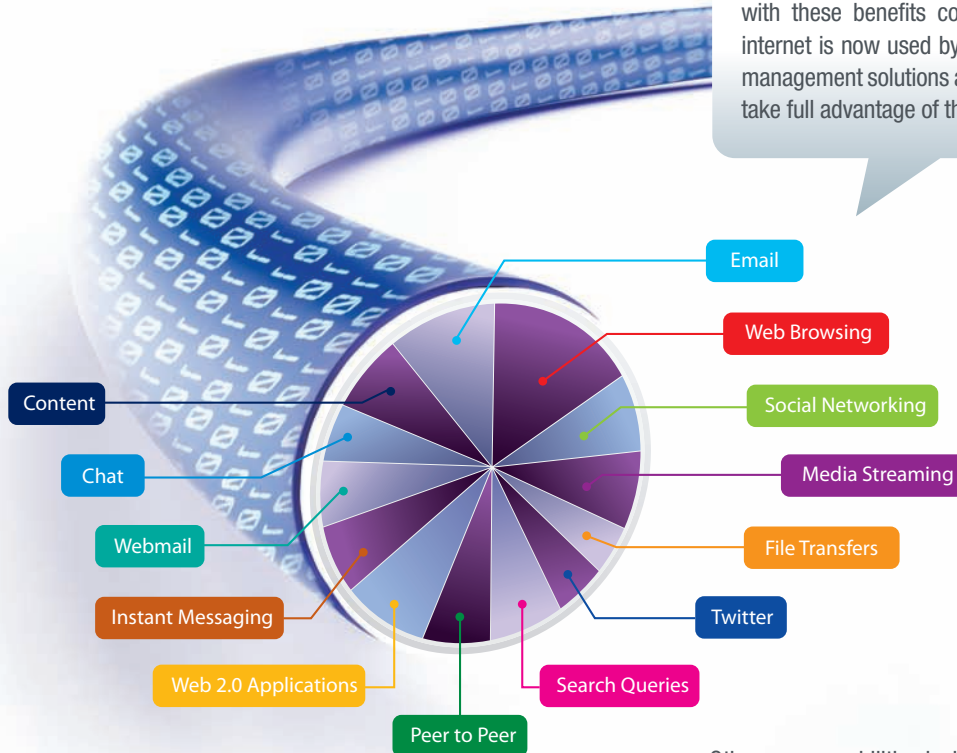 with these benefits
internet is now used by
management solutions
take full advantage of
Email
Web Browsing
Social Networking
Media Streaming
File Transfers
Twitter
Search Queries
Peer to Peer
Web 2.0 Applications
Instant Messaging
Webmail
Chat
Content